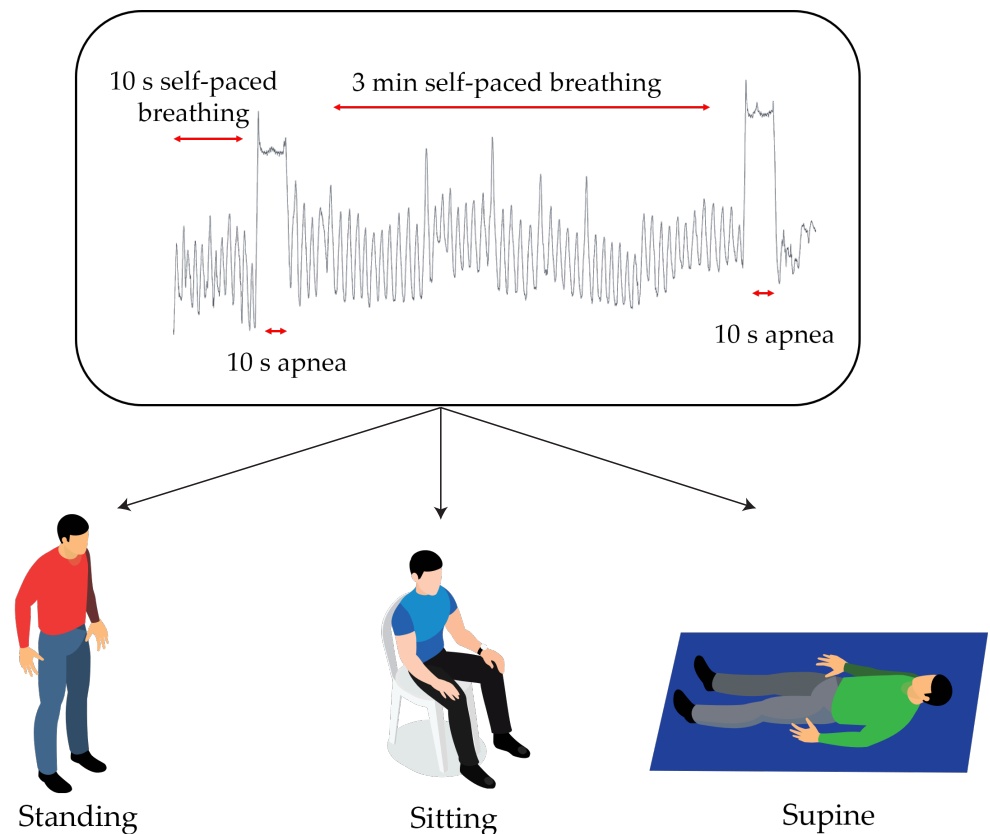 10 s self-paced
breathing
3 min self-paced breathing
10 s apnea
10 s apnea
Standing
Sitting
Supine